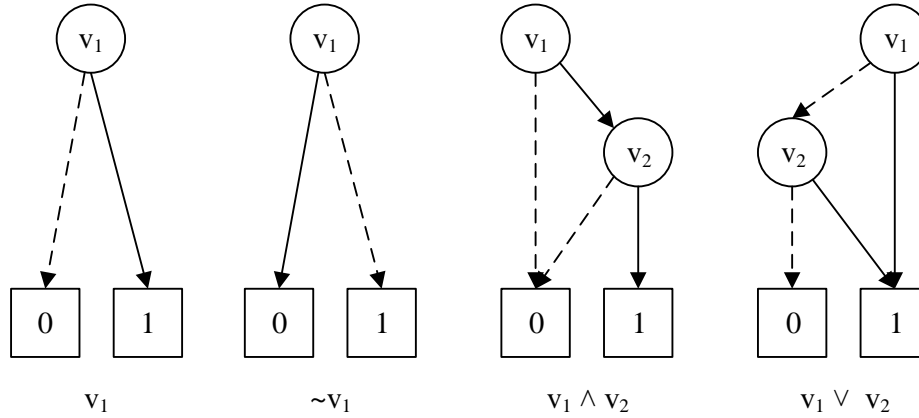 v₁ v₁ v₁ v₁
v₂ v₂
0 1 0 1 0 1 0 1
v₁ ~v₁ v₁ ∧ v₂ v₁ ∨ v₂